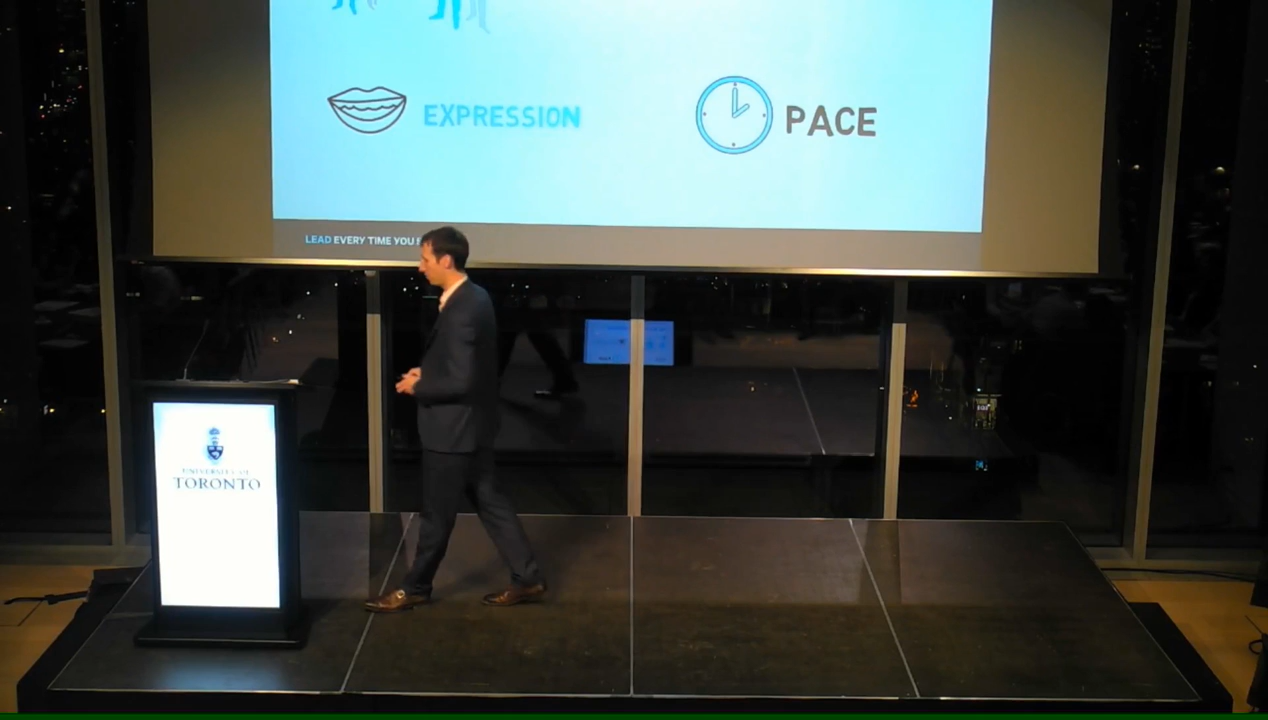 EXPRESSION
PACE
LEAD EVERY TIME YOU
UNIVERSITY OF
TORONTO